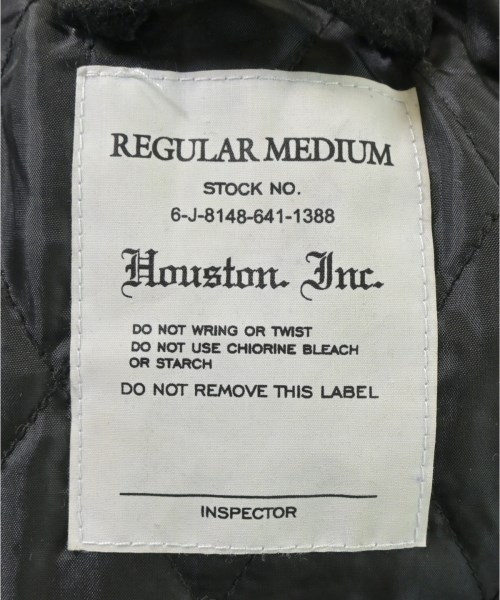 REGULAR MEDIUM
STOCK NO.
6-J-8148-641-1388
Houston. Inc.
DO NOT WRING OR TWIST
DO NOT USE CHIORINE BLEACH
OR STARCH
DO NOT REMOVE THIS LABEL
INSPECTOR